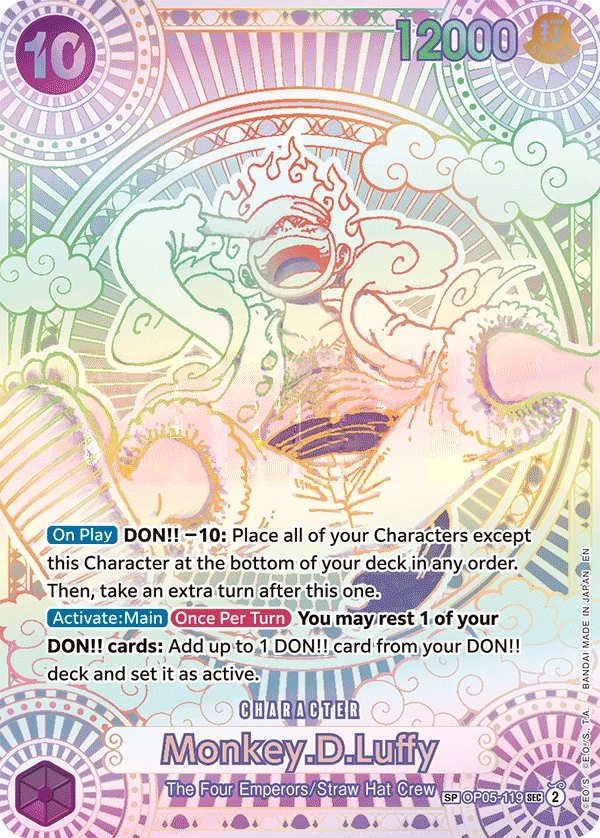 10
12000
打
STRIKE
On Play DON!! −10: Place all of your Characters except
this Character at the bottom of your deck in any order.
Then, take an extra turn after this one.
Activate:Main Once Per Turn You may rest 1 of your
DON!! cards: Add up to 1 DON!! card from your DON!!
deck and set it as active.
CHARACTER
Monkey.D.Luffy
The Four Emperors/Straw Hat Crew
SP OP05-119 SEC 2
©E.O./S. ©E.O./S., T.A. BANDAI MADE IN JAPAN EN